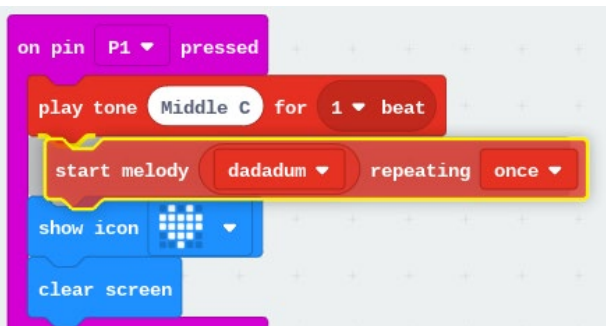 on pin P1 pressed
play tone Middle C for 1 beat
start melody dadadum repeating once
show icon
clear screen